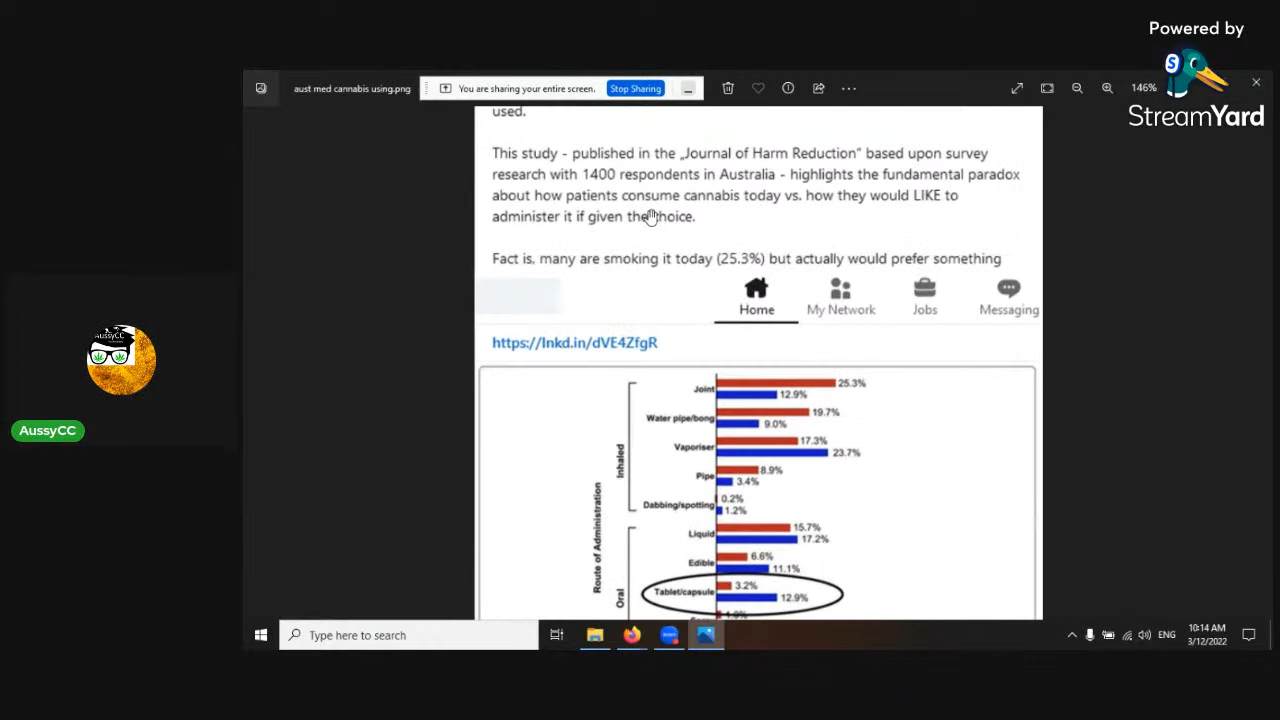 Powered by
S
StreamYard
aust med cannabis using.png
You are sharing your entire screen.
Stop Sharing
146%
used.
This study - published in the „Journal of Harm Reduction" based upon survey
research with 1400 respondents in Australia - highlights the fundamental paradox
about how patients consume cannabis today vs. how they would LIKE to
administer it if given the choice.
Fact is, many are smoking it today (25.3%) but actually would prefer something
Home
My Network
Jobs
Messaging
https://lnkd.in/dVE4ZfgR
Route of Administration
Inhaled
Joint
25.3%
12.9%
Water pipe/bong
19.7%
9.0%
Vaporiser
17.3%
23.7%
Pipe
8.9%
3.4%
Dabbing/spotting
0.2%
1.2%
Oral
Liquid
15.7%
17.2%
Edible
6.6%
11.1%
Tablet/capsule
3.2%
12.9%
AussyCC
AussyCC
Type here to search
zoom
ENG
10:14 AM
3/12/2022